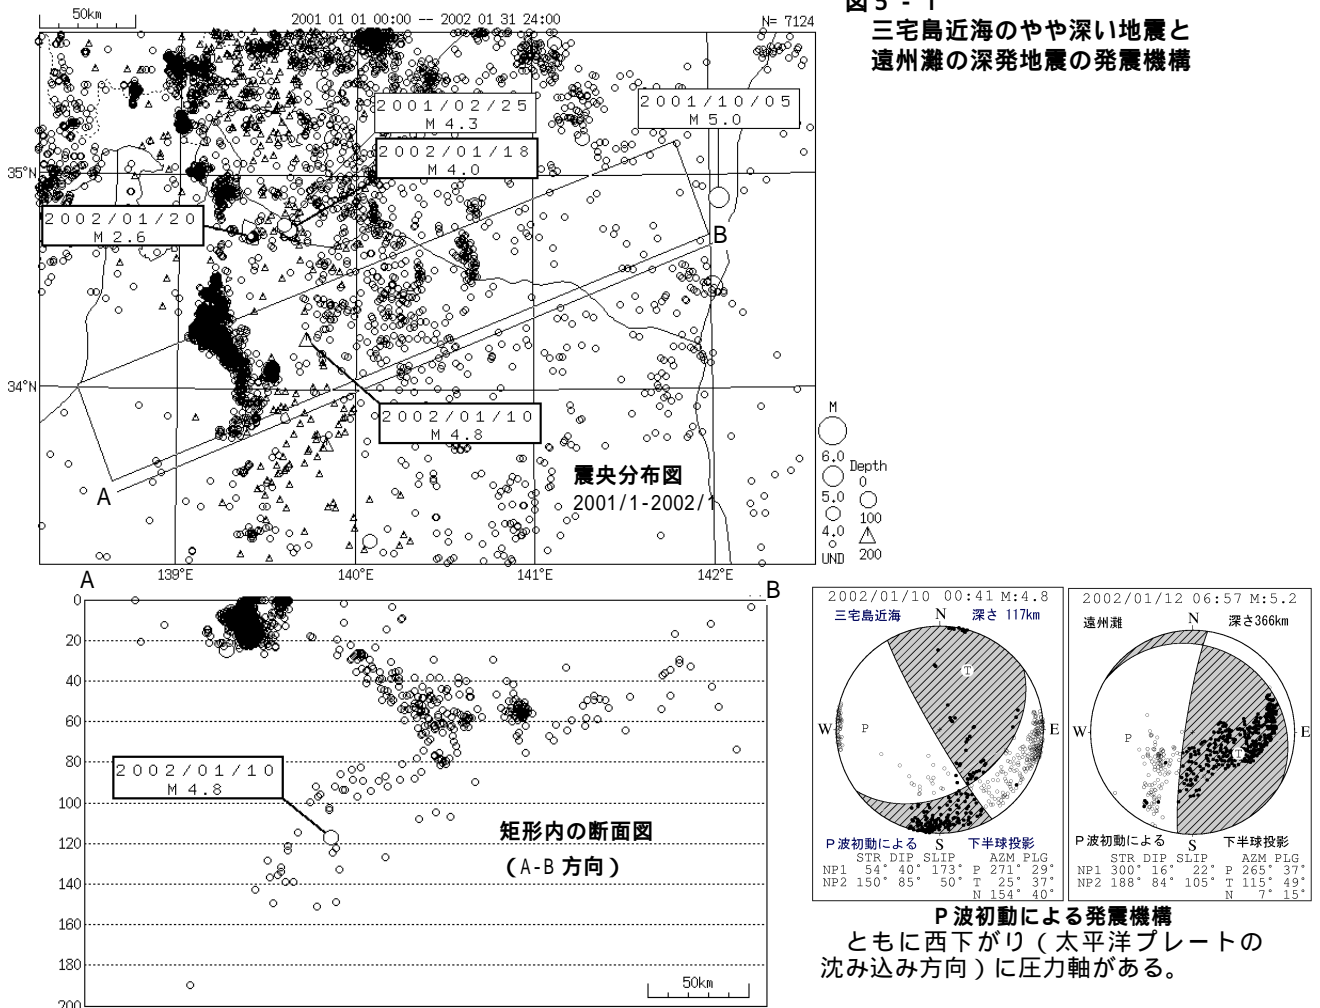 図5-1
三宅島近海のやや深い地震と
遠州灘の深発地震の発震機構
50km
2001 01 01 00:00 -- 2002 01 31 24:00
N= 7124
2001/02/25
M 4.3
2001/10/05
M 5.0
2002/01/18
M 4.0
35°N
2002/01/20
M 2.6
B
34°N
2002/01/10
M 4.8
A
震央分布図
2001/1-2002/1
139°E
140°E
141°E
142°E
M
6.0
5.0
4.0
UND
Depth
0
100
200
A
B
0
20
40
60
80
100
120
140
160
180
200
2002/01/10
M 4.8
矩形内の断面図
(A-B 方向)
50km
2002/01/10 00:41 M:4.8
三宅島近海
N
深さ 117km
T
W
P
E
S
P波初動による
下半球投影
STR DIP SLIP AZM PLG
NP1 54° 40° 173° P 271° 29°
NP2 150° 85° 50° T 25° 37°
N 154° 40°
2002/01/12 06:57 M:5.2
遠州灘
N
深さ366km
W
P
T
E
S
P波初動による
下半球投影
STR DIP SLIP AZM PLG
NP1 300° 16° 22° P 265° 37°
NP2 188° 84° 105° T 115° 49°
N 7° 15°
P波初動による発震機構
ともに西下がり(太平洋プレートの
沈み込み方向)に圧力軸がある。